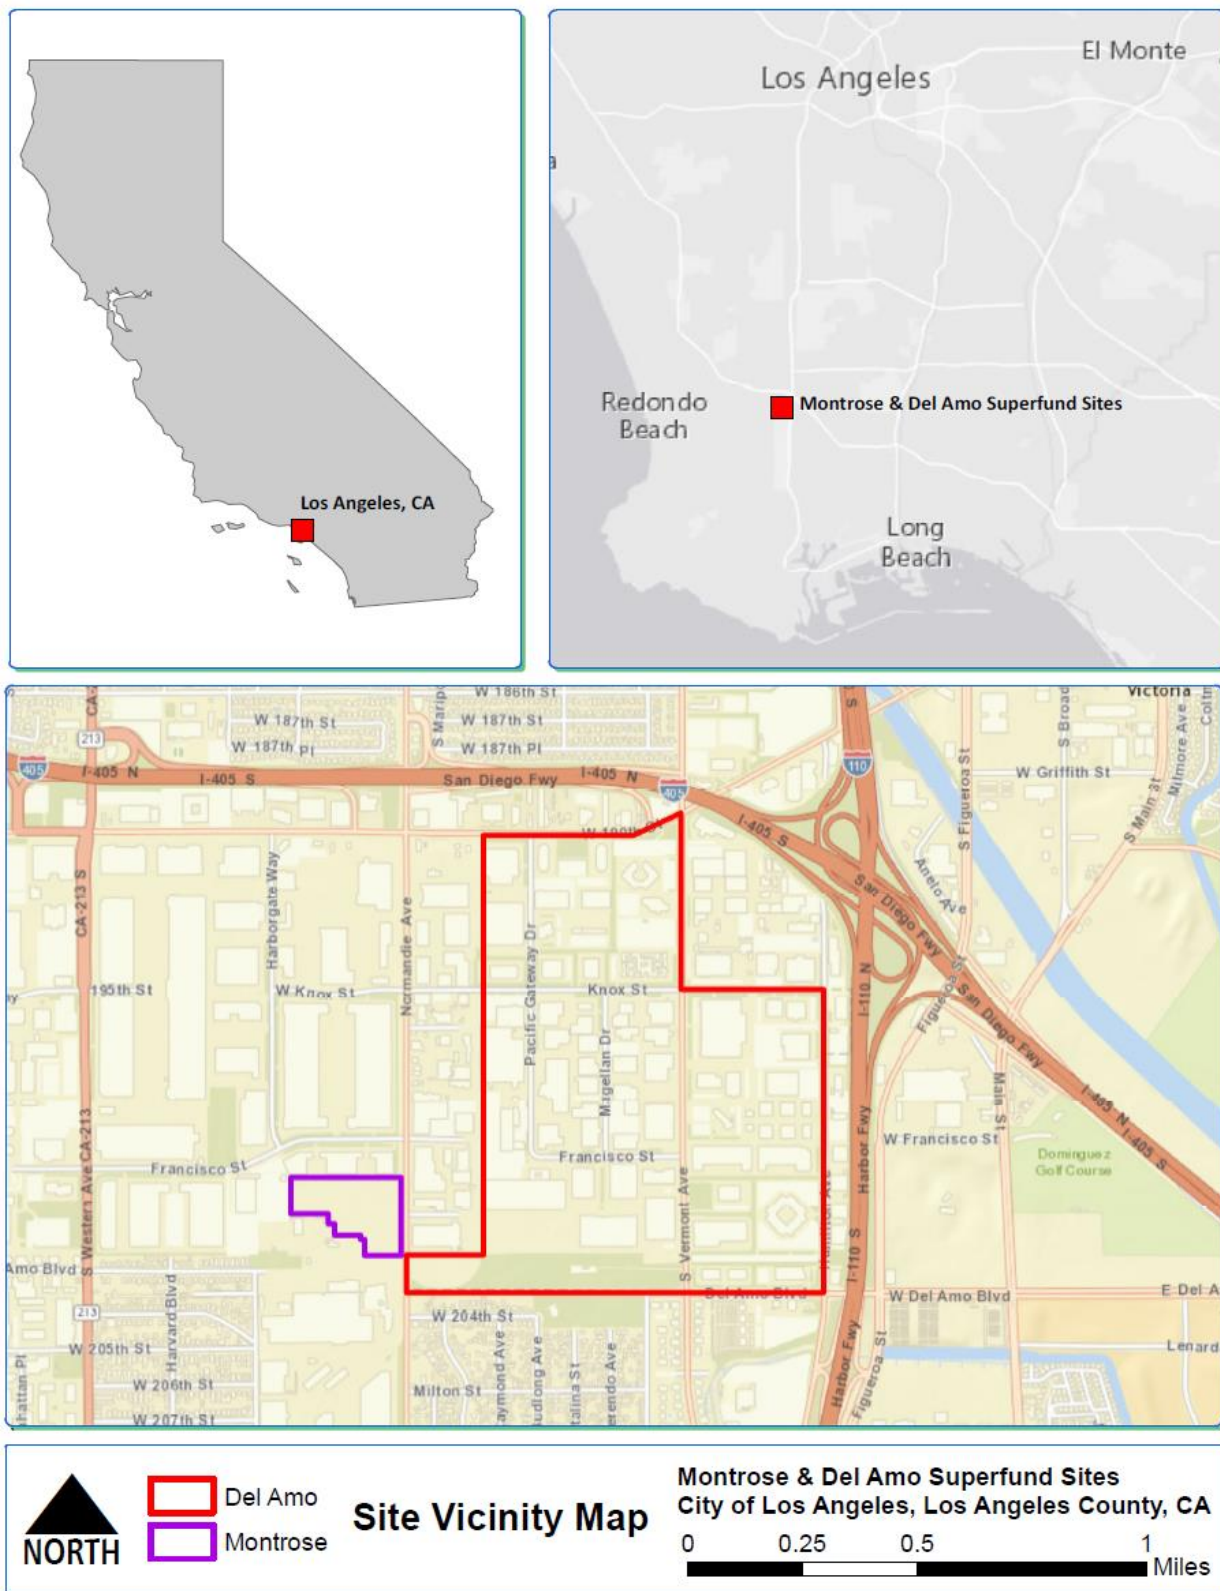 Los Angeles, CA
El Monte
Los Angeles
Redondo
Beach
Montrose & Del Amo Superfund Sites
Long
Beach
W 186th St
W 187th St
W 187th St
W 187th Pl
W 187th Pl
Victoria
213
405
I-405 N
I-405 S
San Diego Fwy
I-405 N
405
110
W Griffith St
S Figueroa St
S Main St
Milmore Ave
I-405 S
San Diego Fwy
Anelo Ave
CA-213 S
Harborgate Way
Normandie Ave
Pacific Gateway Dr
195th St
W Knox St
Knox St
Magellan Dr
I-110 N
Figueroa St
San Diego Fwy
Main St
I-405 N
I-405 S
Francisco St
Francisco St
W Francisco St
Dominguez
Golf Course
S Western Ave CA-213
S Vermont Ave
Harbor Fwy
I-110 S
Amo Blvd
Del Amo Blvd
W Del Amo Blvd
E Del A
213
Harvard Blvd
W 204th St
W 205th St
W 206th St
W 207th St
Milton St
Harbor Fwy
Figueroa St
Lenard
NORTH
Del Amo
Montrose
Site Vicinity Map
Montrose & Del Amo Superfund Sites
City of Los Angeles, Los Angeles County, CA
0 0.25 0.5 1
Miles